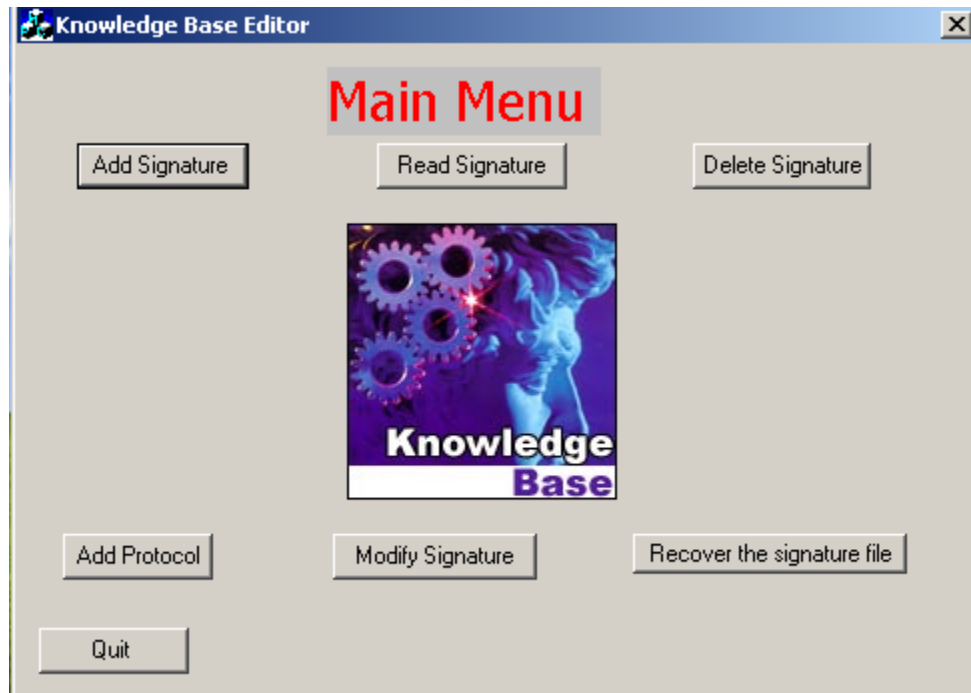 Knowledge Base Editor
Main Menu
Add Signature
Read Signature
Delete Signature
Knowledge
Base
Add Protocol
Modify Signature
Recover the signature file
Quit